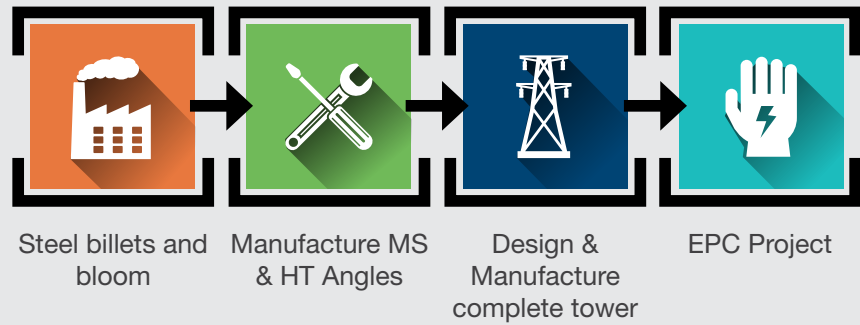 Steel billets and
bloom
Manufacture MS
& HT Angles
Design &
Manufacture
complete tower
EPC Project